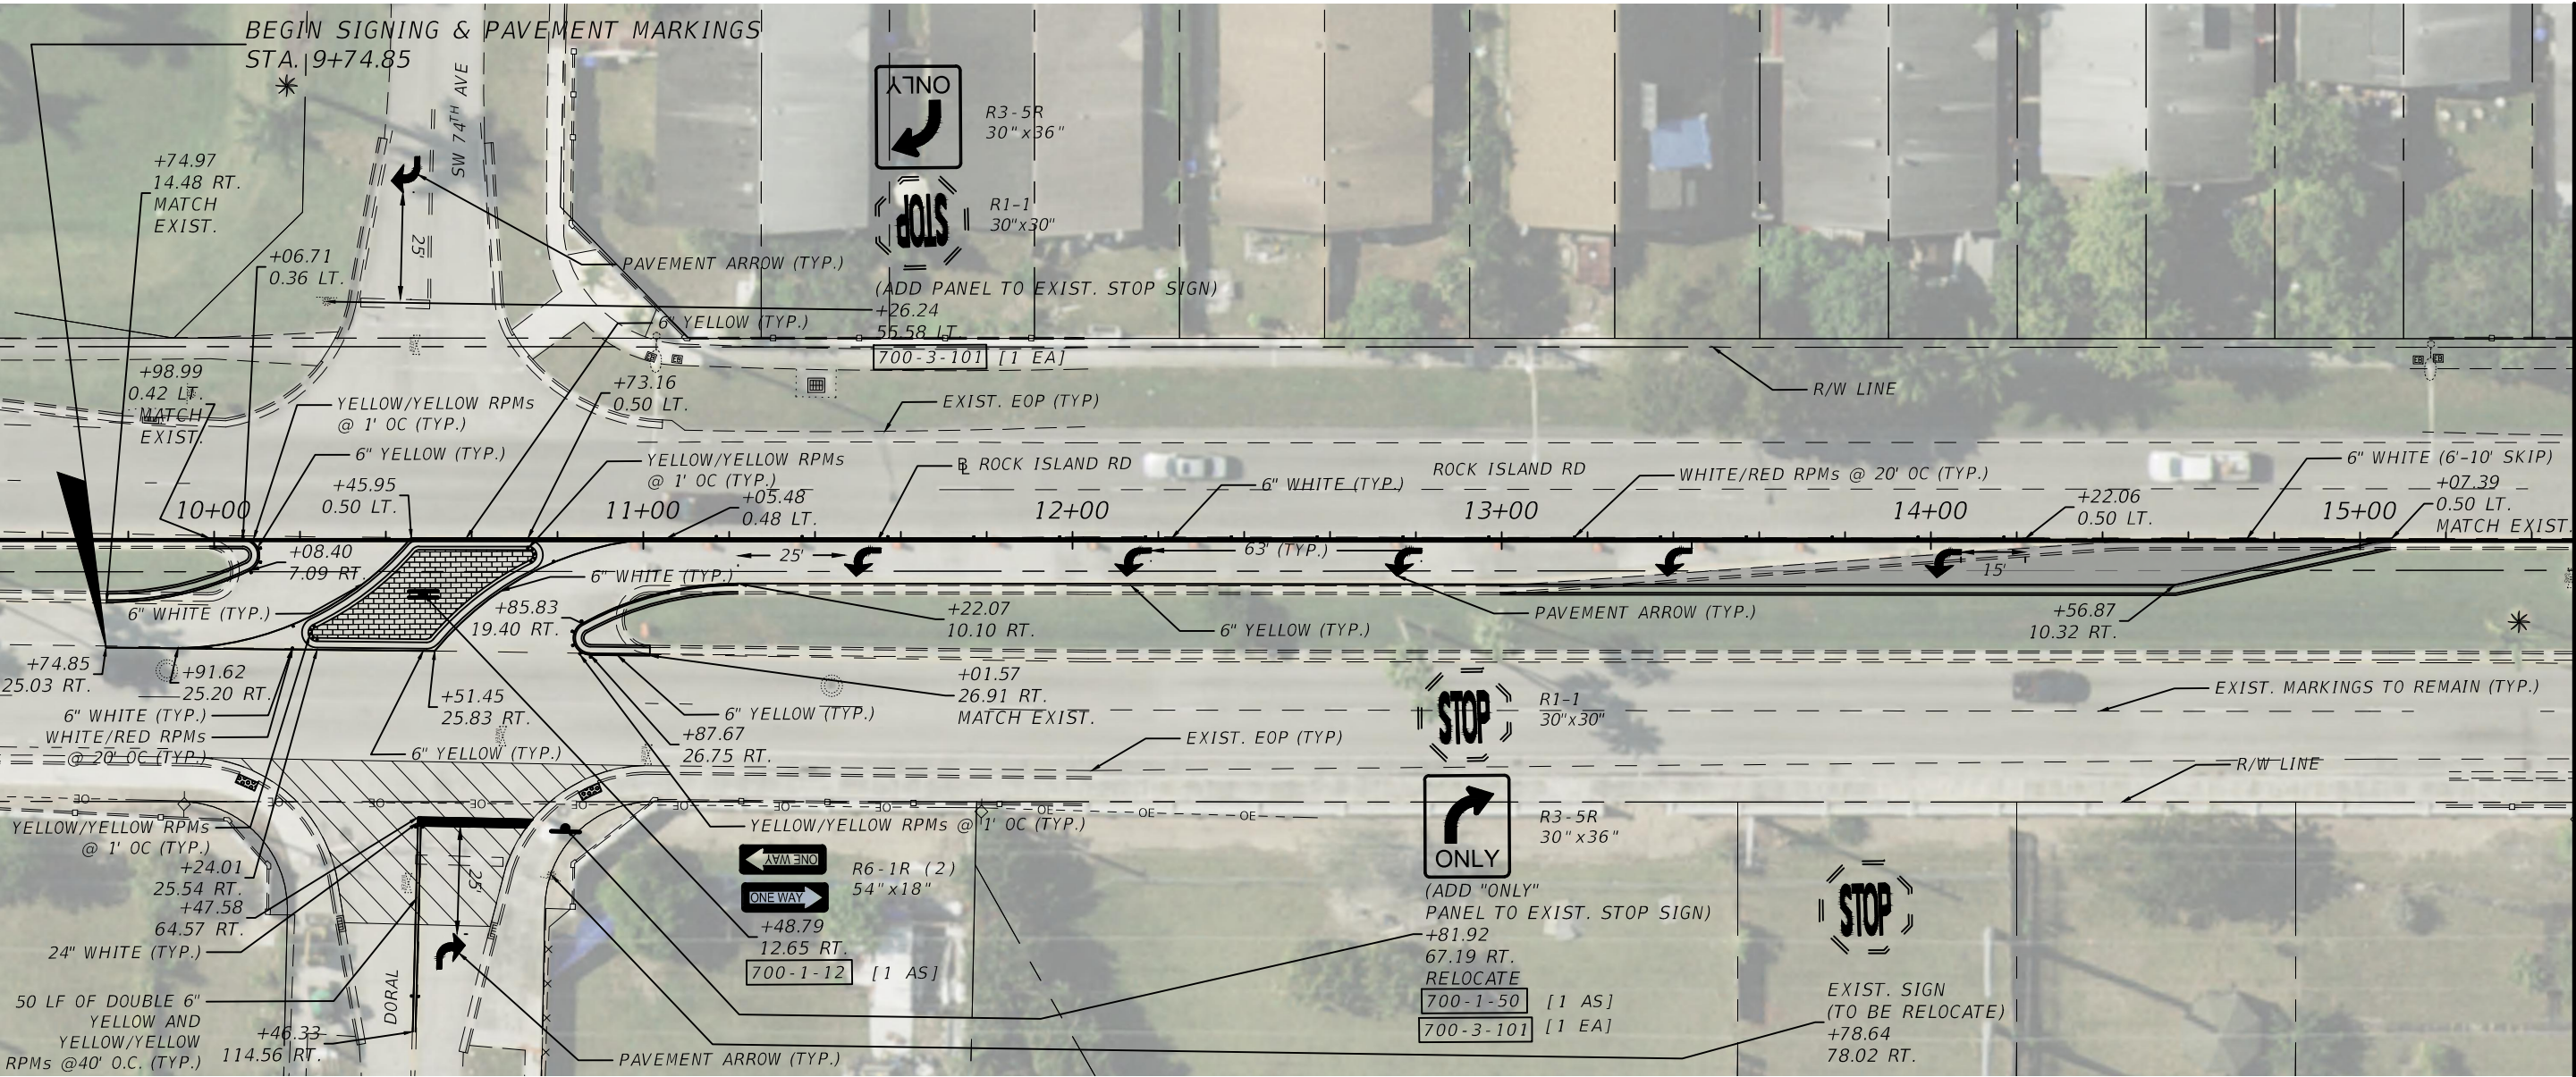 BEGIN SIGNING & PAVEMENT MARKINGS
STA. 9+74.85
SW 74TH AVE
ONLY
R3-5R
30"x36"
STOP
R1-1
30"x30"
(ADD PANEL TO EXIST. STOP SIGN)
+26.24
55.58 LT.
700-3-101 [1 EA]
+74.97
14.48 RT.
MATCH
EXIST.
+06.71
0.36 LT.
25'
PAVEMENT ARROW (TYP.)
6" YELLOW (TYP.)
+98.99
0.42 LT.
MATCH
EXIST.
YELLOW/YELLOW RPMs
@ 1' OC (TYP.)
+73.16
0.50 LT.
EXIST. EOP (TYP)
R/W LINE
6" YELLOW (TYP.)
+45.95
0.50 LT.
YELLOW/YELLOW RPMs
@ 1' OC (TYP.)
+05.48
0.48 LT.
BL ROCK ISLAND RD
6" WHITE (TYP.)
ROCK ISLAND RD
WHITE/RED RPMs @ 20' OC (TYP.)
6" WHITE (6'-10' SKIP)
+22.06
0.50 LT.
+07.39
0.50 LT.
MATCH EXIST.
10+00
11+00
12+00
13+00
14+00
15+00
+08.40
7.09 RT.
25'
63' (TYP.)
15'
6" WHITE (TYP.)
6" WHITE (TYP.)
+85.83
19.40 RT.
+22.07
10.10 RT.
6" YELLOW (TYP.)
PAVEMENT ARROW (TYP.)
+56.87
10.32 RT.
+74.85
25.03 RT.
+91.62
25.20 RT.
+51.45
25.83 RT.
6" WHITE (TYP.)
WHITE/RED RPMs
@ 20' OC (TYP.)
6" YELLOW (TYP.)
6" YELLOW (TYP.)
+87.67
26.75 RT.
+01.57
26.91 RT.
MATCH EXIST.
EXIST. EOP (TYP)
STOP
R1-1
30"x30"
EXIST. MARKINGS TO REMAIN (TYP.)
R/W LINE
OE
OE
OE
OE
OE
OE
OE
OE
OE
OE
YELLOW/YELLOW RPMs
@ 1' OC (TYP.)
YELLOW/YELLOW RPMs @ 1' OC (TYP.)
+24.01
25.54 RT.
+47.58
64.57 RT.
24" WHITE (TYP.)
25'
ONE WAY
ONE WAY
R6-1R (2)
54"x18"
+48.79
12.65 RT.
700-1-12 [1 AS]
ONLY
R3-5R
30"x36"
(ADD "ONLY"
PANEL TO EXIST. STOP SIGN)
+81.92
67.19 RT.
RELOCATE
700-1-50 [1 AS]
700-3-101 [1 EA]
STOP
EXIST. SIGN
(TO BE RELOCATE)
+78.64
78.02 RT.
50 LF OF DOUBLE 6"
YELLOW AND
YELLOW/YELLOW
RPMs @40' O.C. (TYP.)
+46.33
114.56 RT.
DORAL
PAVEMENT ARROW (TYP.)